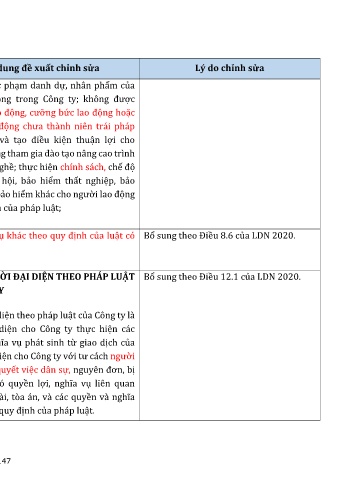 dung đề xuất chỉnh sửa Lý do chỉnh sửa
phạm danh dự, nhân phẩm của
ng trong Công ty; không được
động, cưỡng bức lao động hoặc
động chưa thành niên trái pháp
và tạo điều kiện thuận lợi cho
g tham gia đào tạo nâng cao trình
ghề; thực hiện chính sách, chế độ
hội, bảo hiểm thất nghiệp, bảo
bảo hiểm khác cho người lao động
của pháp luật;
ụ khác theo quy định của luật có Bổ sung theo Điều 8.6 của LDN 2020.
ỜI ĐẠI DIỆN THEO PHÁP LUẬT Bổ sung theo Điều 12.1 của LDN 2020.
Y
diện theo pháp luật của Công ty là
diện cho Công ty thực hiện các
ĩa vụ phát sinh từ giao dịch của
iện cho Công ty với tư cách người
quyết việc dân sự, nguyên đơn, bị
ó quyền lợi, nghĩa vụ liên quan
ài, tòa án, và các quyền và nghĩa
quy định của pháp luật.
47